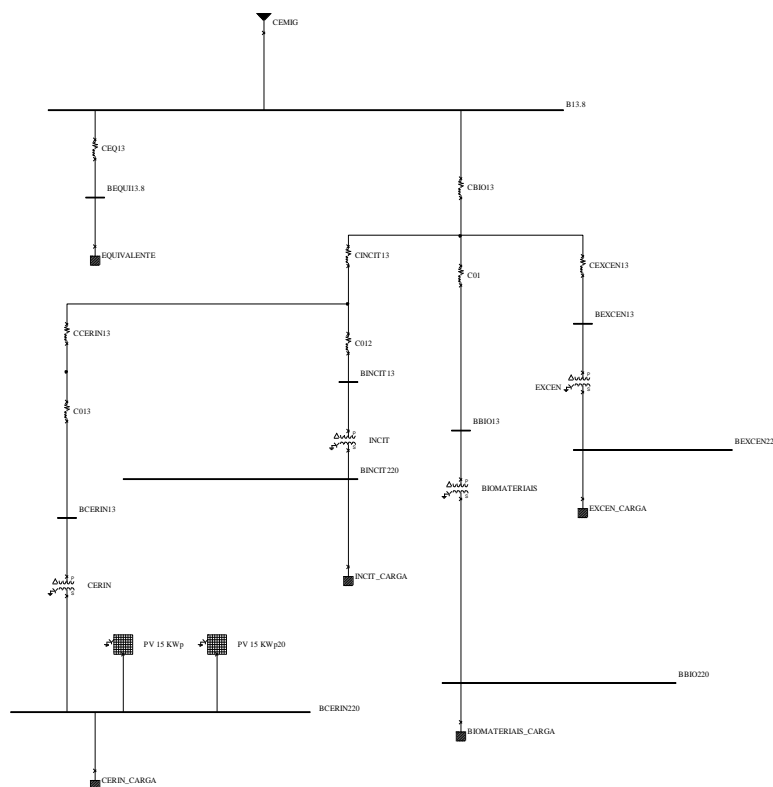 CEMIG
B13.8
CEQ13
BEQUI13.8
EQUIVALENTE
CBIO13
CINCIT13
C01
CEXCEN13
CCERIN13
C012
BEXCEN13
BINCIT13
EXCEN
C013
INCIT
BBIO13
BEXCEN22
BINCIT220
BIOMATERIAIS
EXCEN_CARGA
BCERIN13
CERIN
INCIT_CARGA
PV 15 KWp
PV 15 KWp20
BBIO220
BCERIN220
BIOMATERIAIS_CARGA
CERIN_CARGA